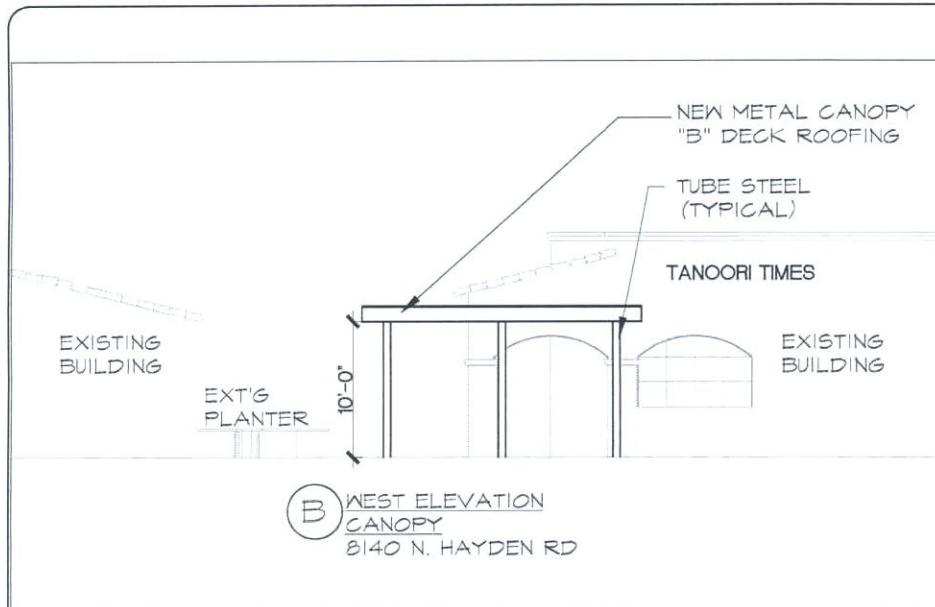 NEW METAL CANOPY
"B" DECK ROOFING
TUBE STEEL
(TYPICAL)
TANOORI TIMES
EXISTING
BUILDING
EXISTING
BUILDING
EXT'G
PLANTER
10'-0"
B
WEST ELEVATION
CANOPY
8140 N. HAYDEN RD